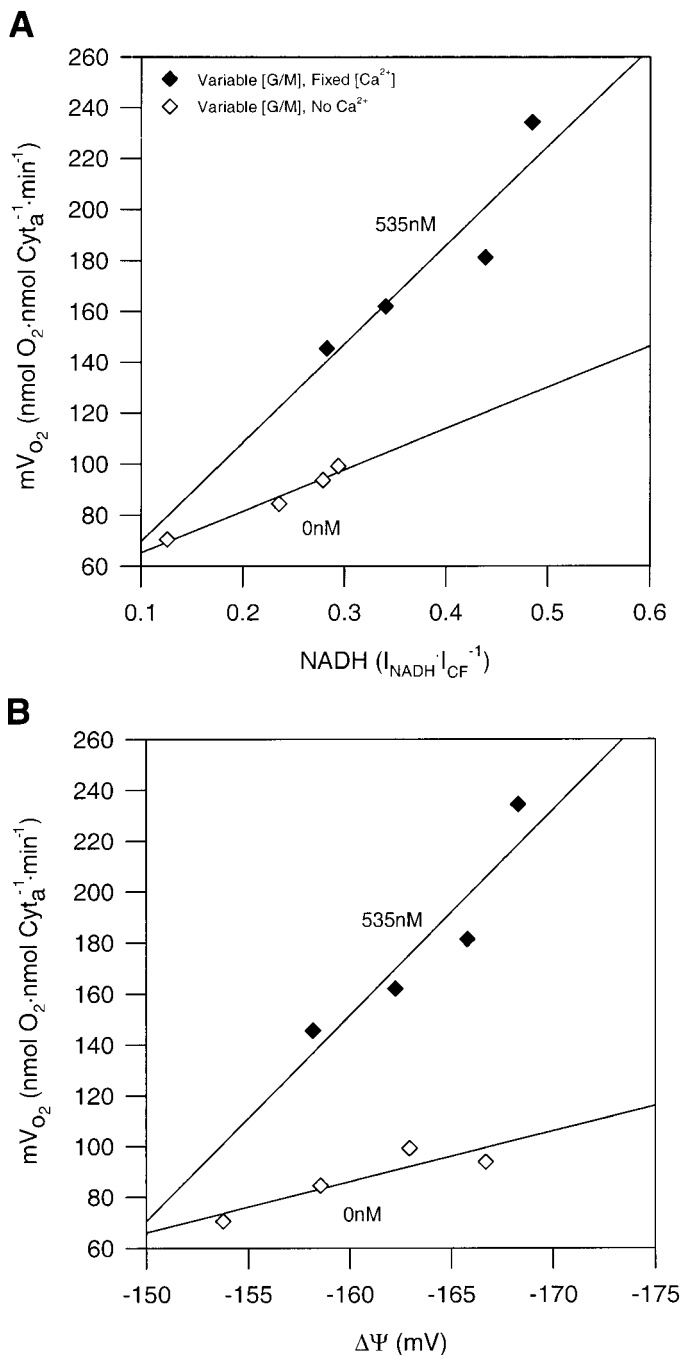 A
260
240
220
200
180
160
140
120
100
80
60
mVO₂ (nmol O₂·nmol Cytₐ⁻¹·min⁻¹)
Variable [G/M], Fixed [Ca²⁺]
Variable [G/M], No Ca²⁺
535nM
0nM
0.1 0.2 0.3 0.4 0.5 0.6
NADH (I_NADH·I_CF⁻¹)
B
260
240
220
200
180
160
140
120
100
80
60
mVO₂ (nmol O₂·nmol Cytₐ⁻¹·min⁻¹)
535nM
0nM
-150 -155 -160 -165 -170 -175
ΔΨ (mV)